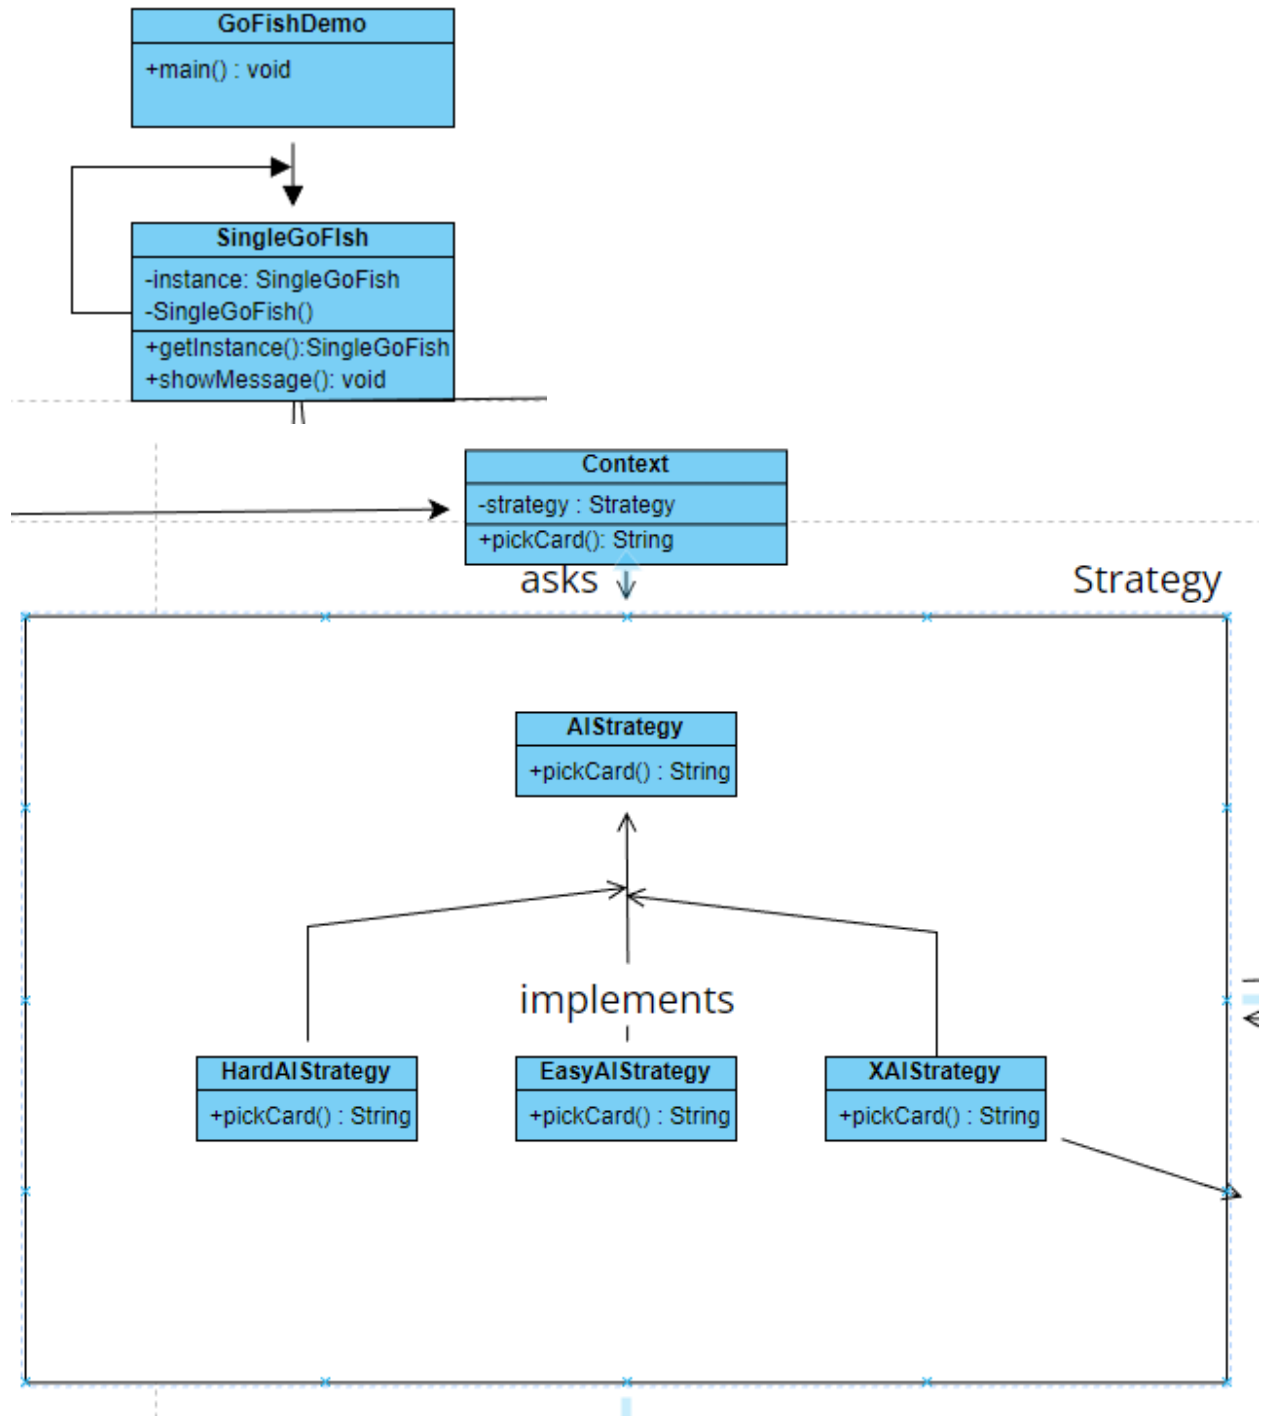 GoFishDemo
+main() : void
SingleGoFIsh
-instance: SingleGoFish
-SingleGoFish()
+getInstance():SingleGoFish
+showMessage(): void
Context
-strategy : Strategy
+pickCard(): String
asks
Strategy
AIStrategy
+pickCard() : String
implements
HardAIStrategy
+pickCard() : String
EasyAIStrategy
+pickCard() : String
XAIStrategy
+pickCard() : String